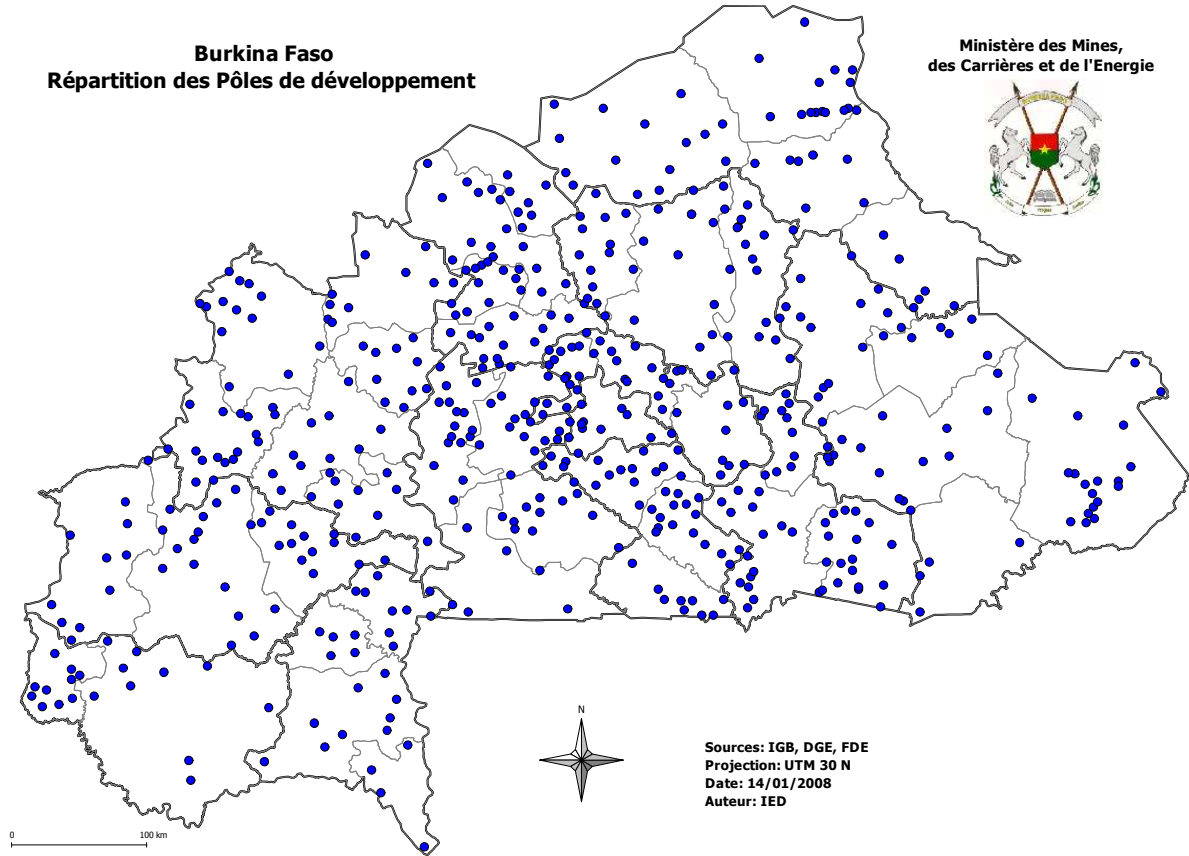 Burkina Faso
Répartition des Pôles de développement
Ministère des Mines,
des Carrières et de l'Energie
N
Sources: IGB, DGE, FDE
Projection: UTM 30 N
Date: 14/01/2008
Auteur: IED
0 100 km